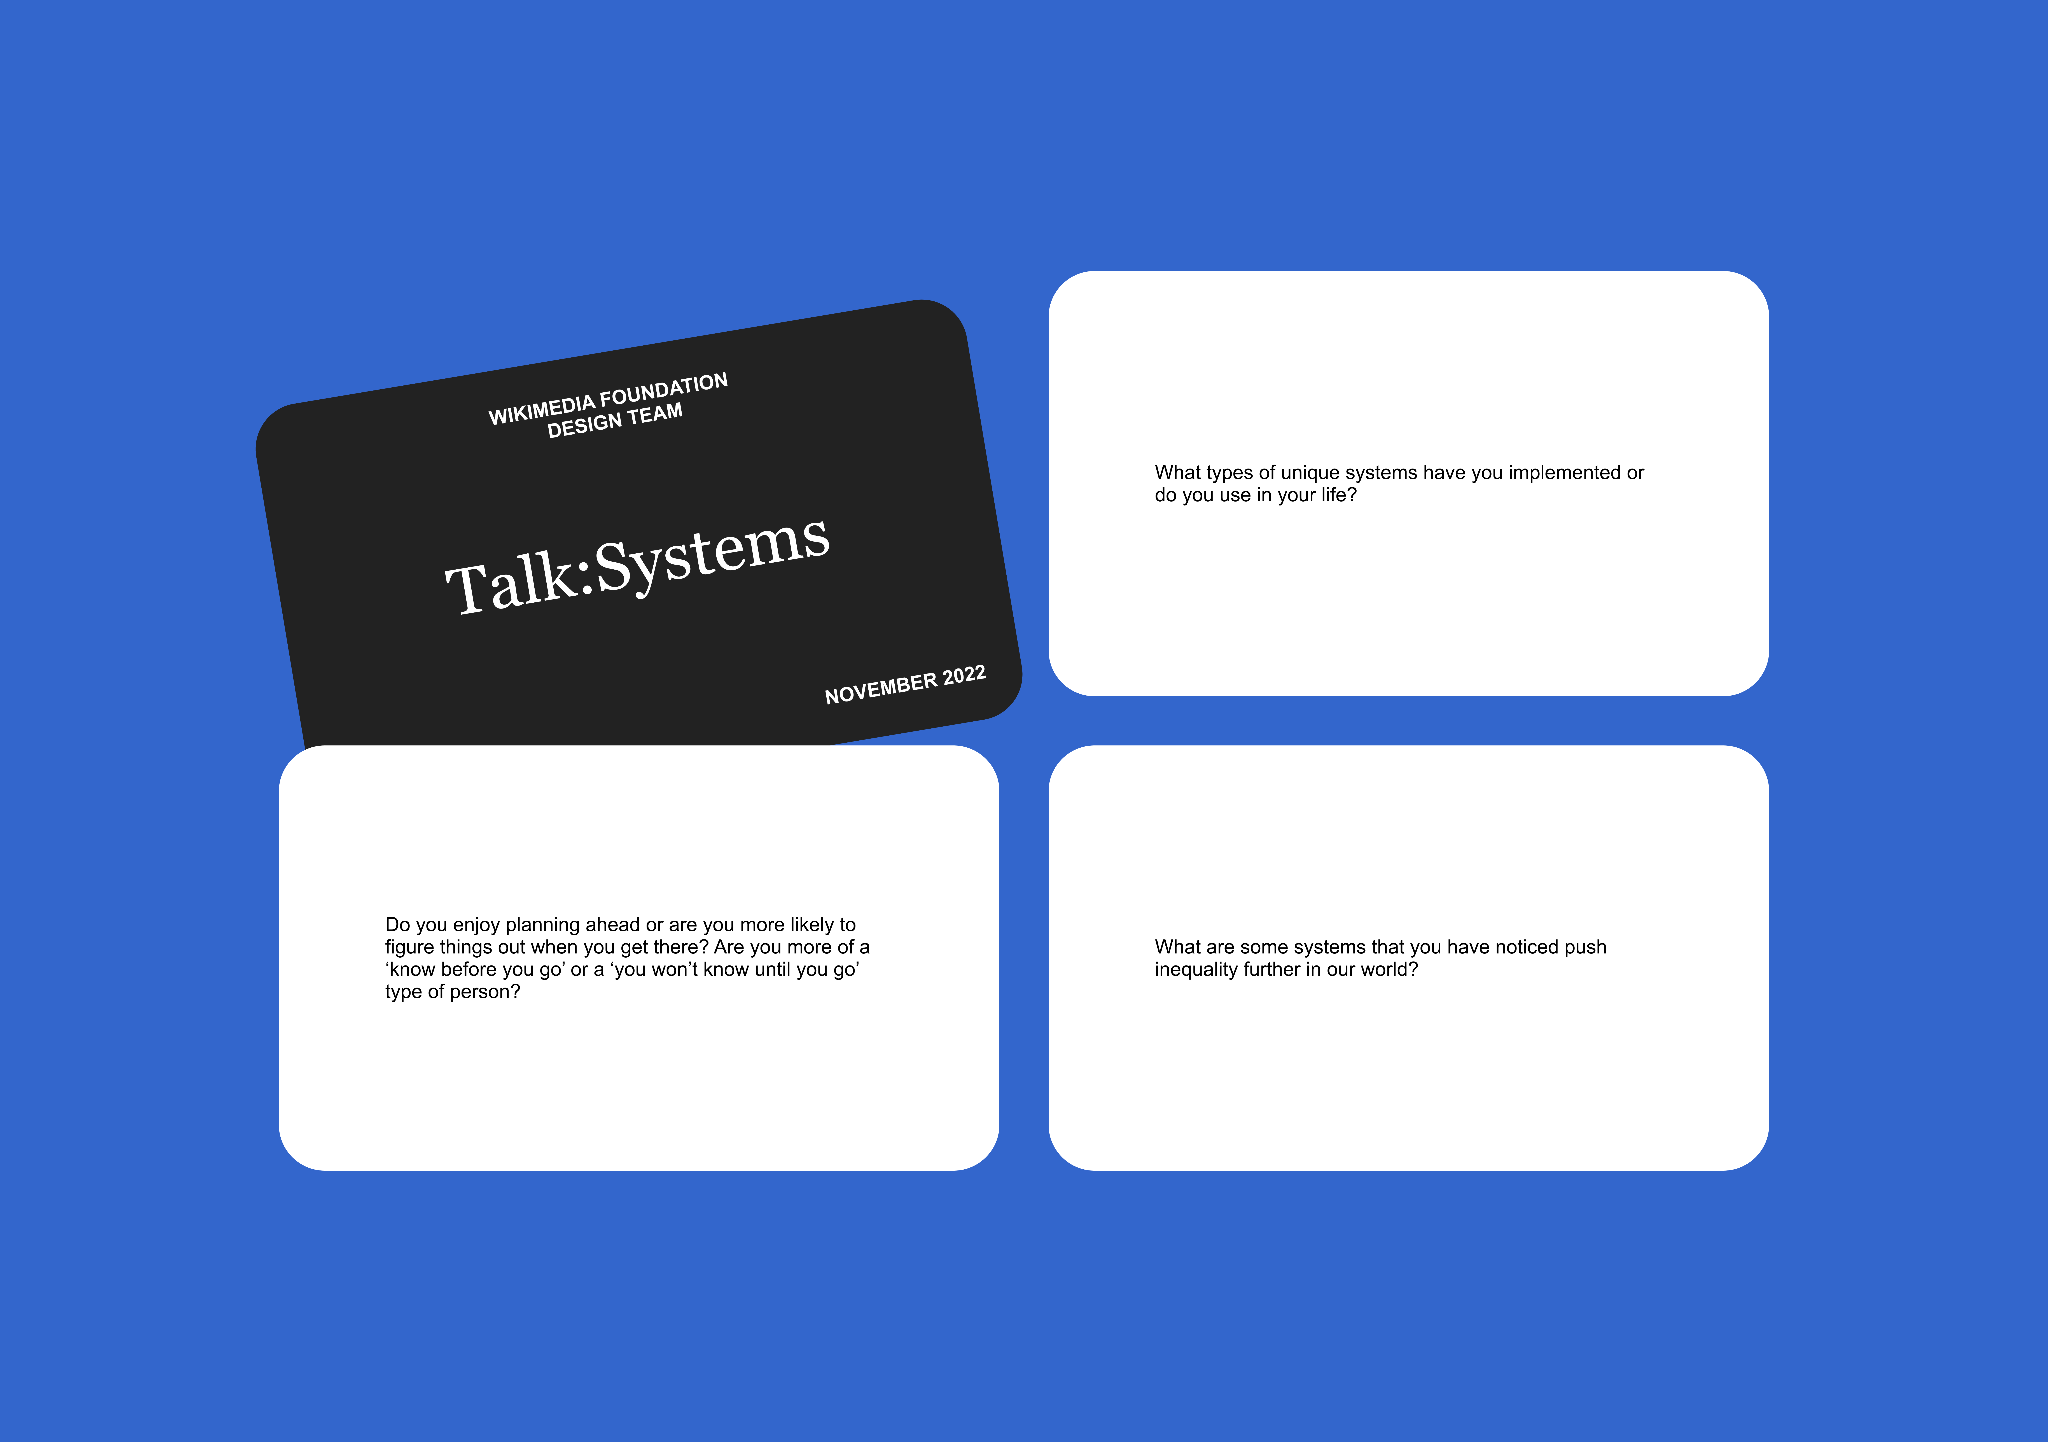 WIKIMEDIA FOUNDATION
DESIGN TEAM
Talk:Systems
NOVEMBER 2022
What types of unique systems have you implemented or
do you use in your life?
Do you enjoy planning ahead or are you more likely to
figure things out when you get there? Are you more of a
‘know before you go’ or a ‘you won’t know until you go’
type of person?
What are some systems that you have noticed push
inequality further in our world?